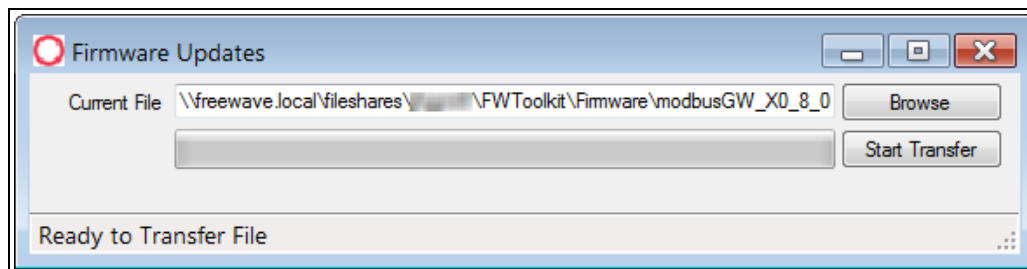 Firmware Updates
Current File \\freewave.local\fileshares\ \FWToolkit\Firmware\modbusGW_X0_8_0 Browse
Start Transfer
Ready to Transfer File